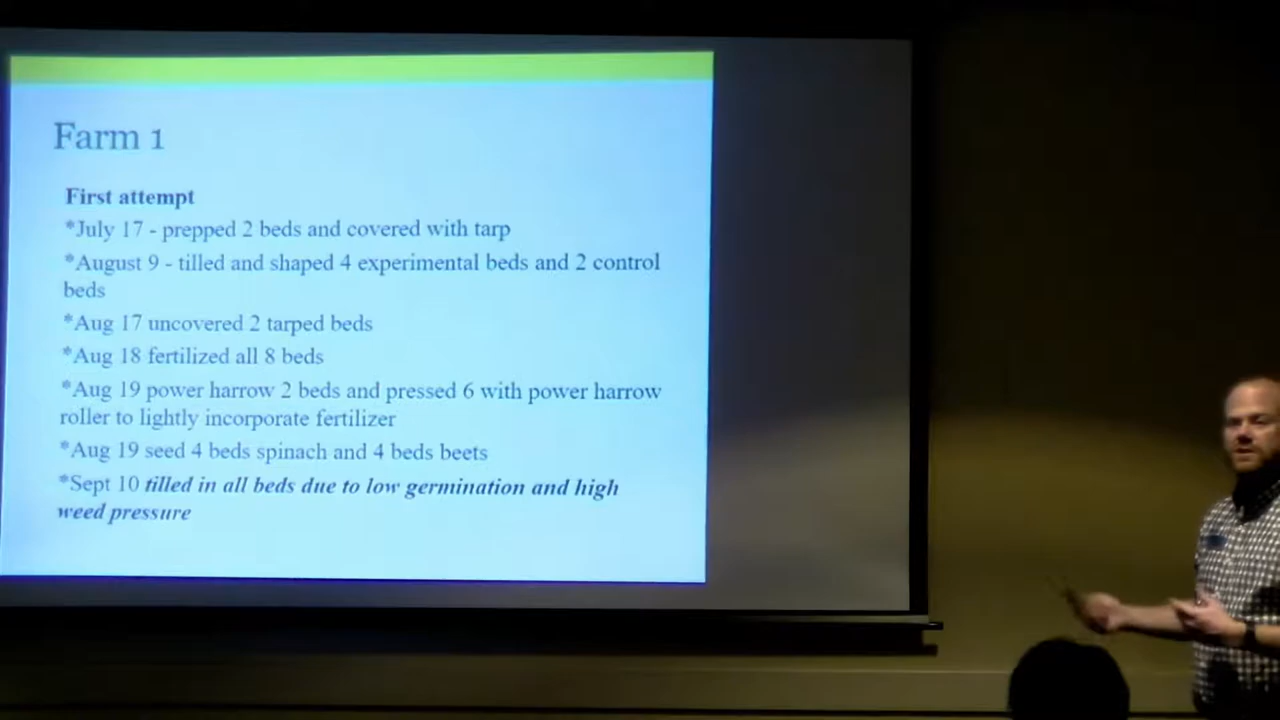 Farm 1
First attempt
*July 17 - prepped 2 beds and covered with tarp
*August 9 - tilled and shaped 4 experimental beds and 2 control
beds
*Aug 17 uncovered 2 tarped beds
*Aug 18 fertilized all 8 beds
*Aug 19 power harrow 2 beds and pressed 6 with power harrow
roller to lightly incorporate fertilizer
*Aug 19 seed 4 beds spinach and 4 beds beets
*Sept 10 tilled in all beds due to low germination and high
weed pressure